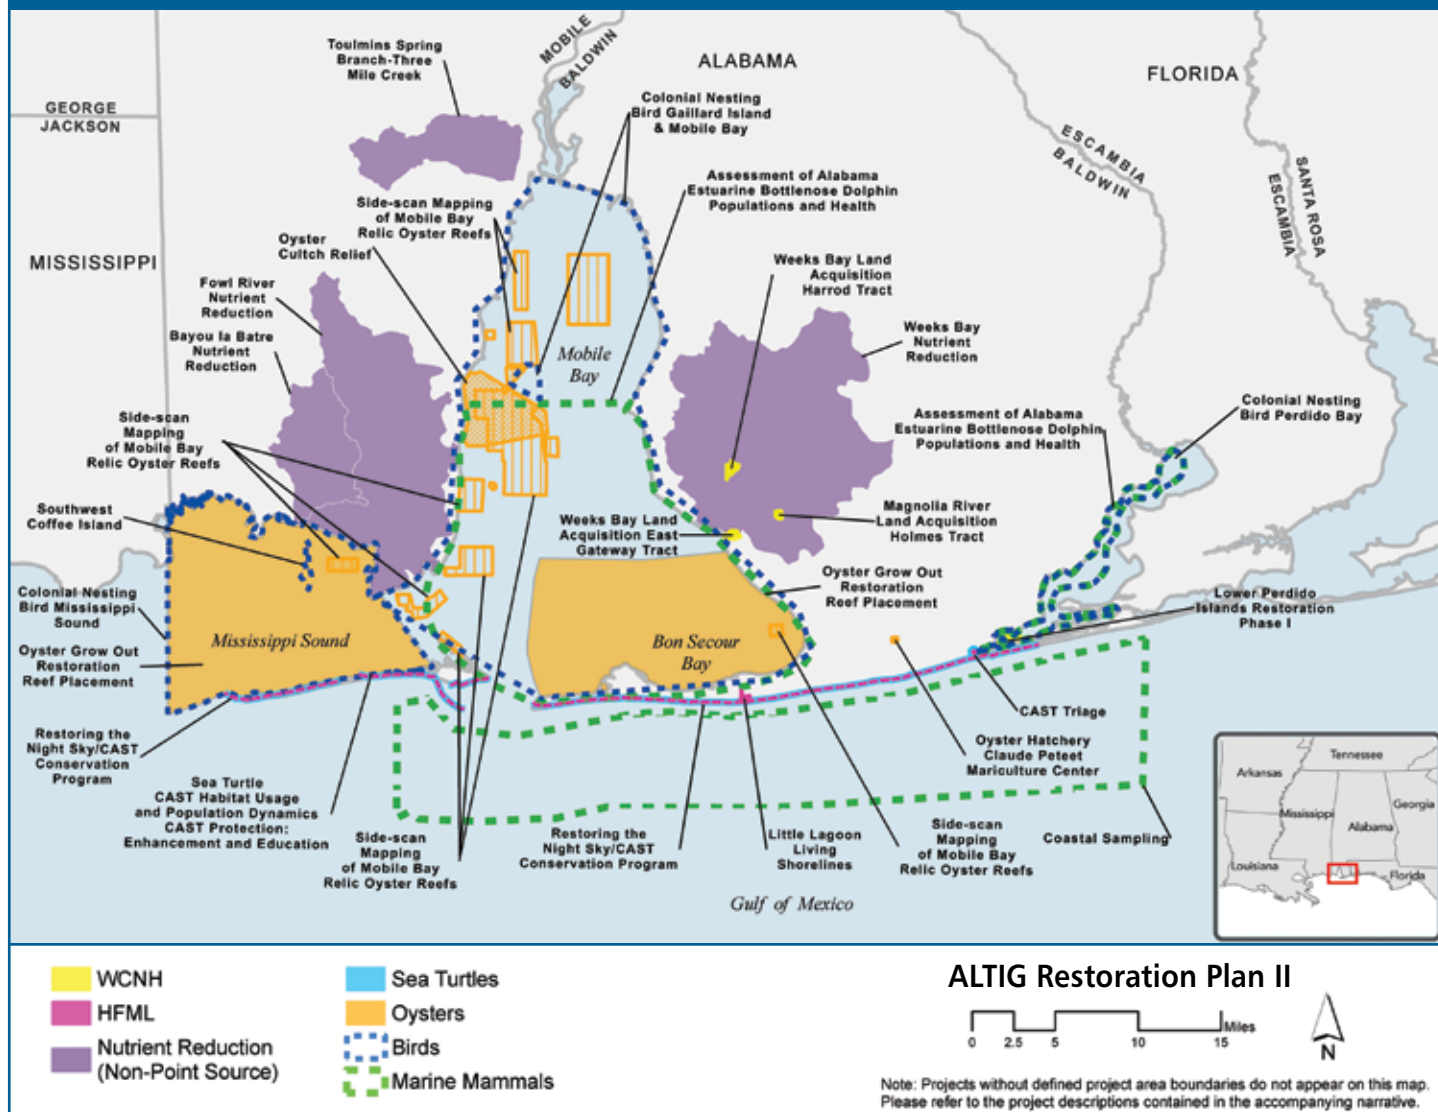 Toulmins Spring
Branch-Three
Mile Creek
MOBILE
BALDWIN
ALABAMA
FLORIDA
GEORGE
JACKSON
Colonial Nesting
Bird Gaillard Island
& Mobile Bay
ESCAMBIA
BALDWIN
SANTA ROSA
ESCAMBIA
Assessment of Alabama
Estuarine Bottlenose Dolphin
Populations and Health
Side-scan Mapping
of Mobile Bay
Relic Oyster Reefs
Oyster
Cultch Relief
MISSISSIPPI
Weeks Bay Land
Acquisition
Harrod Tract
Fowl River
Nutrient
Reduction
Bayou la Batre
Nutrient
Reduction
Weeks Bay
Nutrient
Reduction
Mobile
Bay
Side-scan
Mapping
of Mobile Bay
Relic Oyster Reefs
Assessment of Alabama
Estuarine Bottlenose Dolphin
Populations and Health
Colonial Nesting
Bird Perdido Bay
Southwest
Coffee Island
Weeks Bay Land
Acquisition East
Gateway Tract
Magnolia River
Land Acquisition
Holmes Tract
Oyster Grow Out
Restoration
Reef Placement
Colonial Nesting
Bird Mississippi
Sound
Lower Perdido
Islands Restoration
Phase I
Mississippi Sound
Bon Secour
Bay
Oyster Grow Out
Restoration
Reef Placement
CAST Triage
Restoring the
Night Sky/CAST
Conservation
Program
Oyster Hatchery
Claude Peteet
Mariculture Center
Sea Turtle
CAST Habitat Usage
and Population Dynamics
CAST Protection:
Enhancement and Education
Side-scan
Mapping
of Mobile Bay
Relic Oyster Reefs
Restoring the
Night Sky/CAST
Conservation Program
Little Lagoon
Living
Shorelines
Side-scan
Mapping
of Mobile Bay
Relic Oyster Reefs
Coastal Sampling
Gulf of Mexico
Tennessee
Arkansas
Mississippi
Alabama
Georgia
Louisiana
Florida
WCNH
HFML
Nutrient Reduction
(Non-Point Source)
Sea Turtles
Oysters
Birds
Marine Mammals
ALTIG Restoration Plan II
Miles
0 2.5 5 10 15
N
Note: Projects without defined project area boundaries do not appear on this map.
Please refer to the project descriptions contained in the accompanying narrative.